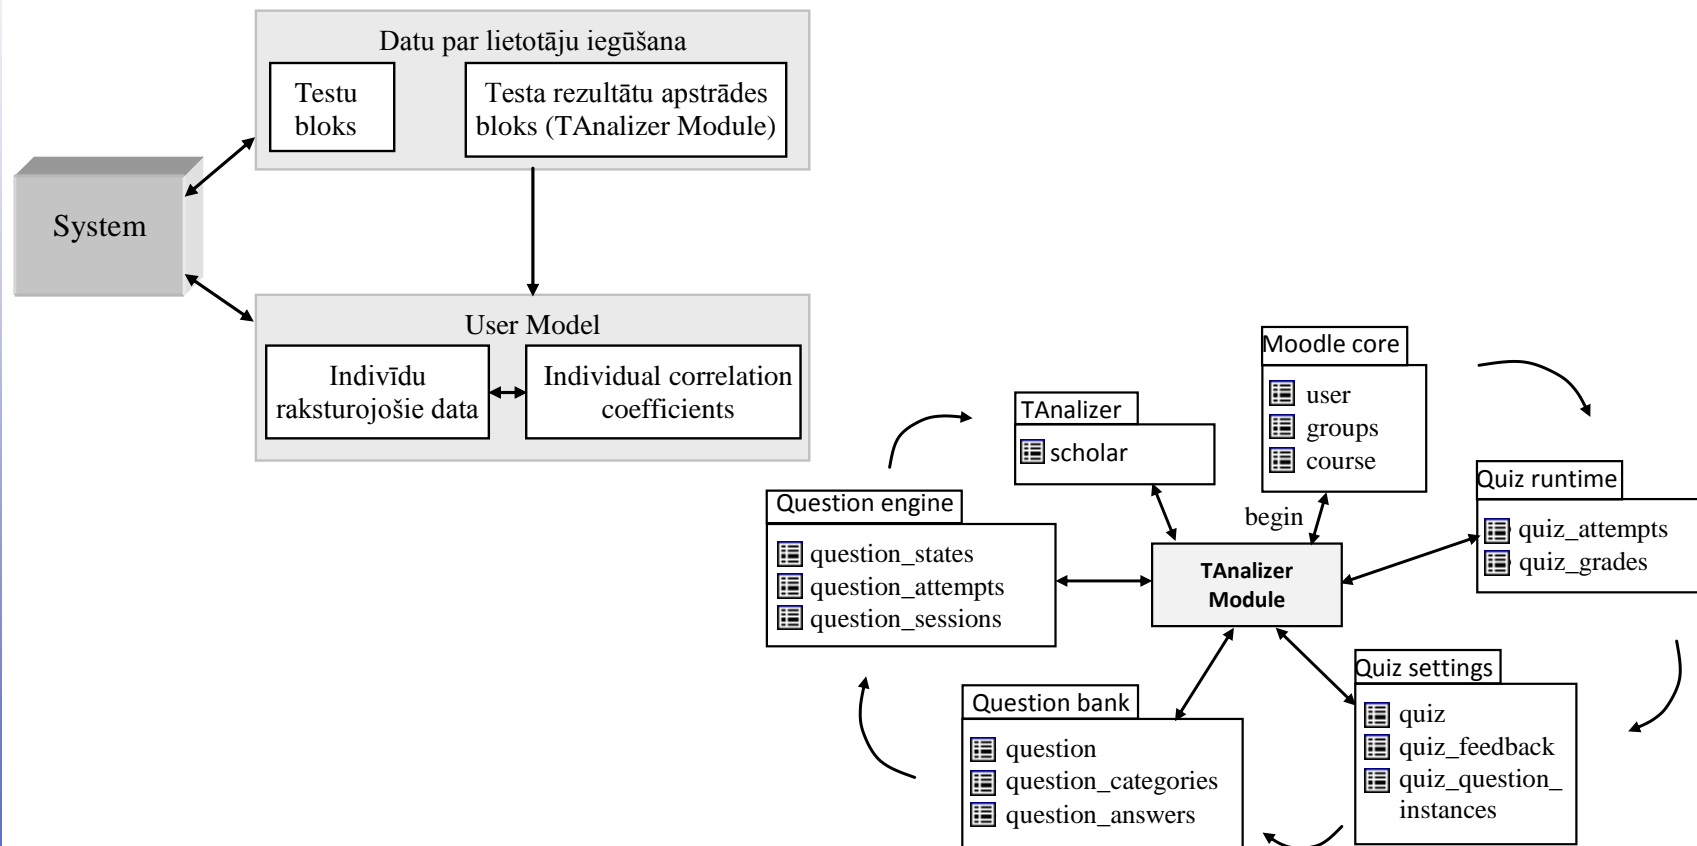 Datu par lietotāju iegūšana
Testu
bloks
Testa rezultātu apstrādes
bloks (TAnalizer Module)
System
User Model
Indivīdu
raksturojošie data
Individual correlation
coefficients
Moodle core
user
groups
course
TAnalizer
scholar
Quiz runtime
quiz_attempts
quiz_grades
Question engine
question_states
question_attempts
question_sessions
begin
TAnalizer
Module
Quiz settings
quiz
quiz_feedback
quiz_question_
instances
Question bank
question
question_categories
question_answers